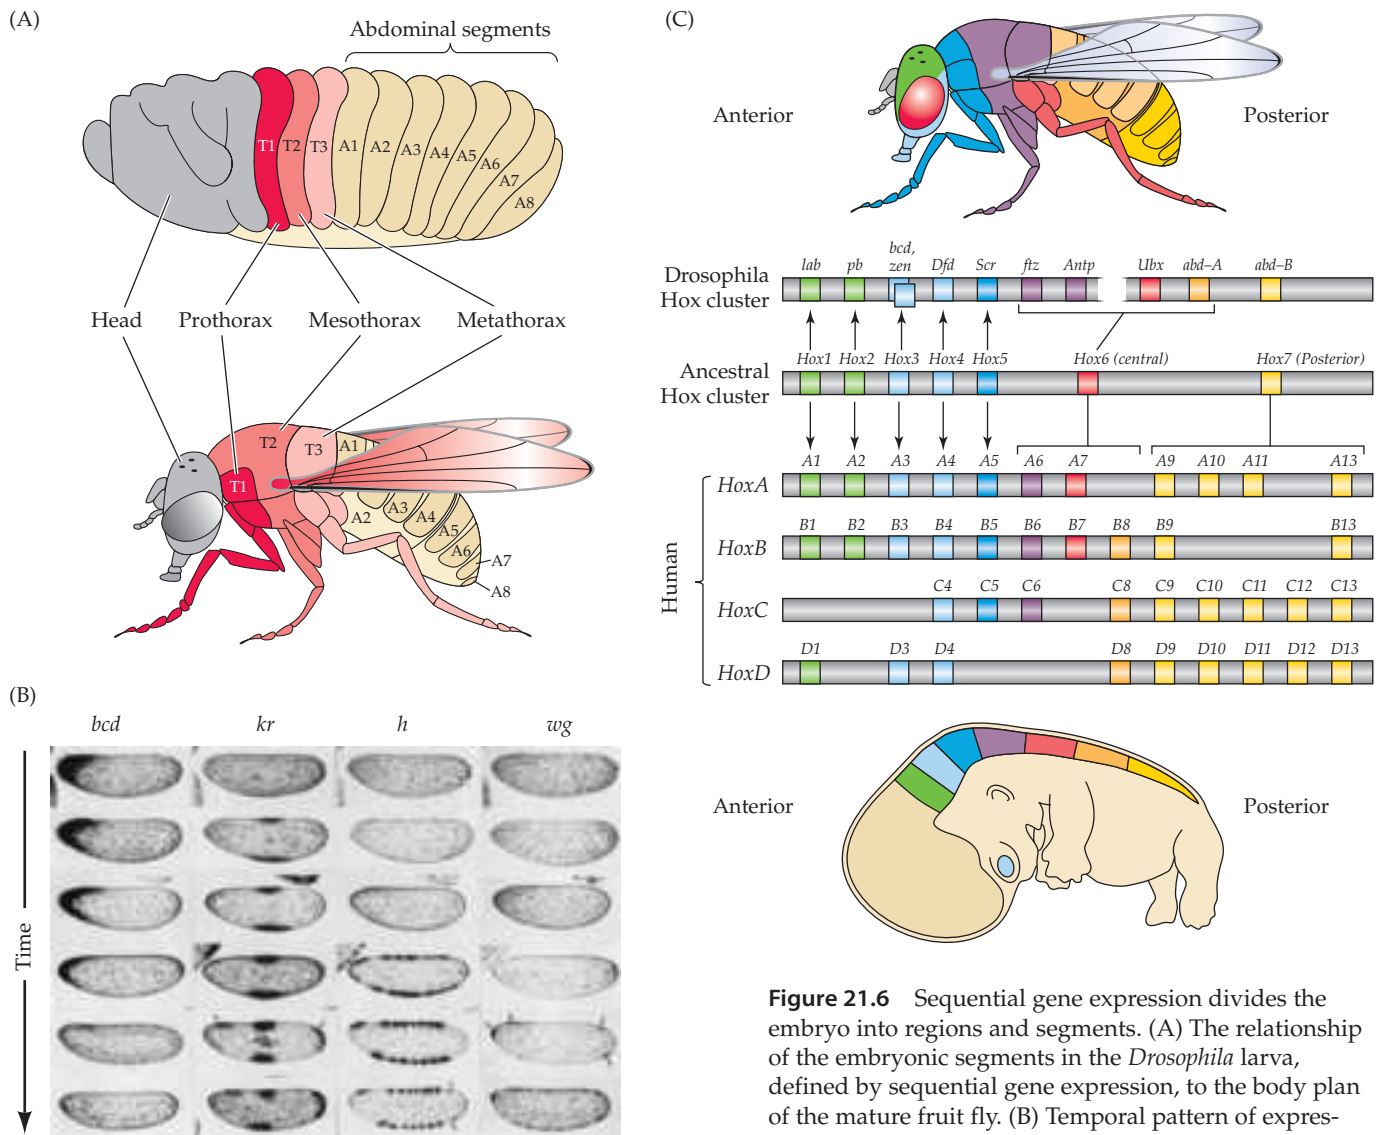 (A)
Abdominal segments
T1 T2 T3 A1 A2 A3 A4 A5 A6 A7 A8
Head Prothorax Mesothorax Metathorax
T1 T2 T3 A1 A2 A3 A4 A5 A6 A7 A8
(B)
bcd kr h wg
Time
(C)
Anterior Posterior
lab pb bcd, zen Dfd Scr ftz Antp Ubx abd–A abd–B
Drosophila
Hox cluster
Hox1 Hox2 Hox3 Hox4 Hox5 Hox6 (central) Hox7 (Posterior)
Ancestral
Hox cluster
Human
A1 A2 A3 A4 A5 A6 A7 A9 A10 A11 A13
HoxA
B1 B2 B3 B4 B5 B6 B7 B8 B9 B13
HoxB
C4 C5 C6 C8 C9 C10 C11 C12 C13
HoxC
D1 D3 D4 D8 D9 D10 D11 D12 D13
HoxD
Anterior Posterior
Figure 21.6 Sequential gene expression divides the
embryo into regions and segments. (A) The relationship
of the embryonic segments in the Drosophila larva,
defined by sequential gene expression, to the body plan
of the mature fruit fly. (B) Temporal pattern of expres-